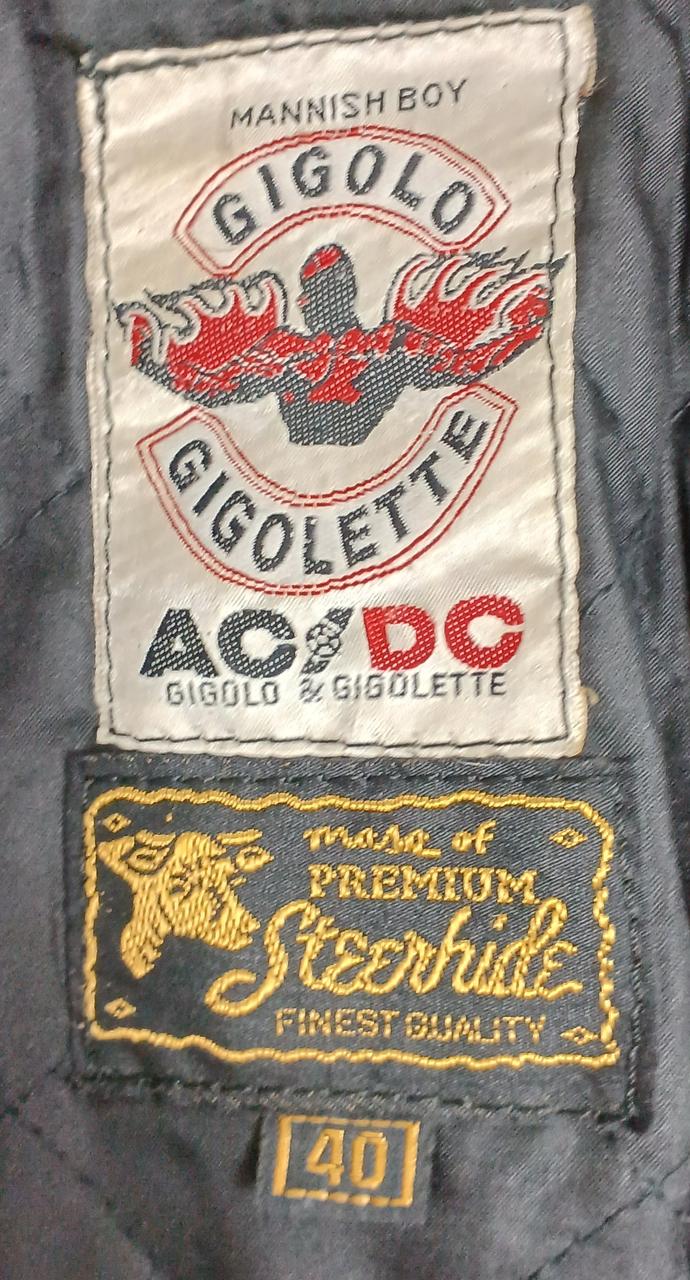 MANNISH BOY
GIGOLO
GIGOLETTE
AC/DC
GIGOLO & GIGOLETTE
made of
PREMIUM
Steerhide
FINEST QUALITY
40